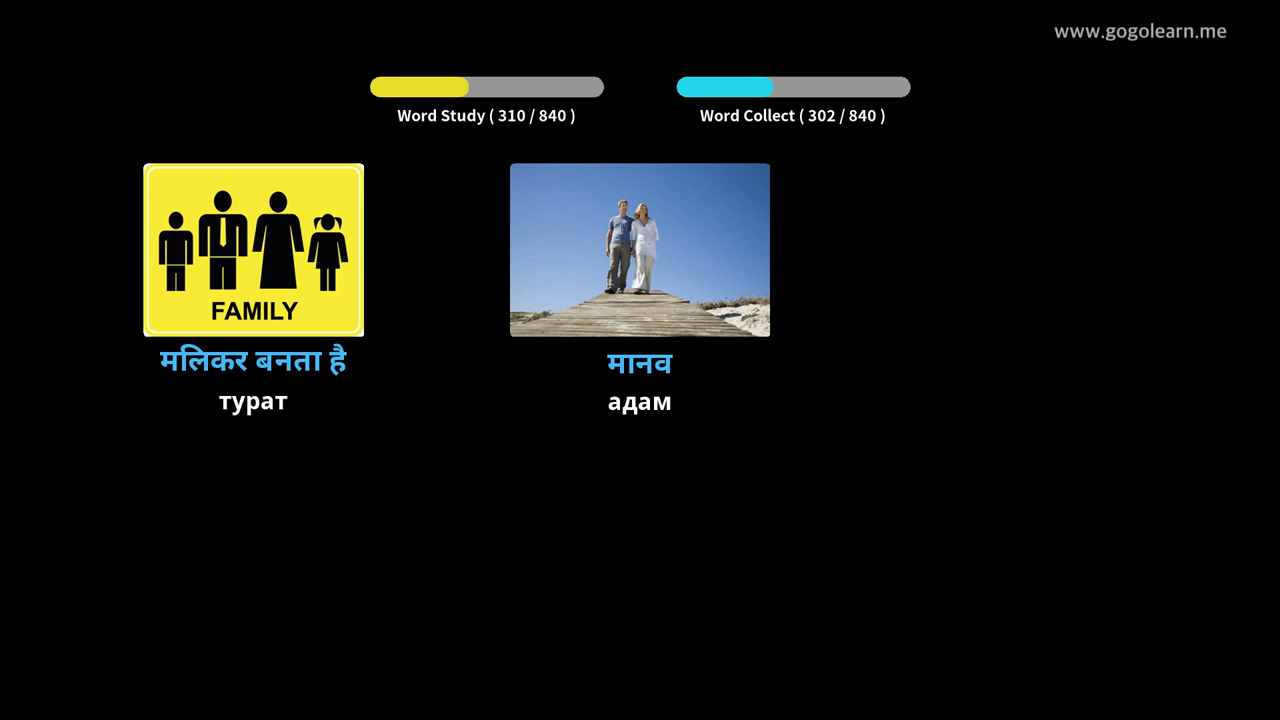 www.gogolearn.me
Word Study ( 310 / 840 )
Word Collect ( 302 / 840 )
FAMILY
मलिकर बनता है
турат
मानव
адам